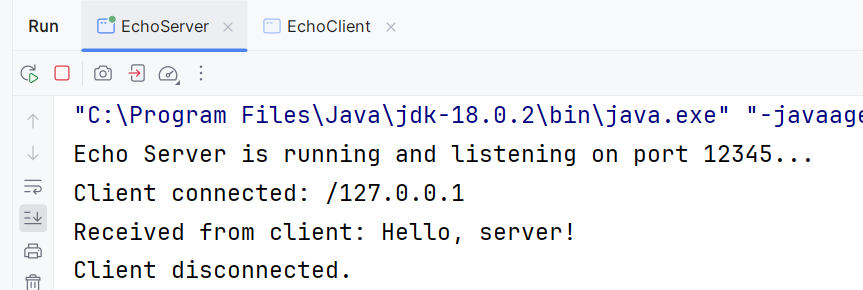 Run EchoServer EchoClient
"C:\Program Files\Java\jdk-18.0.2\bin\java.exe" "-javaage
Echo Server is running and listening on port 12345...
Client connected: /127.0.0.1
Received from client: Hello, server!
Client disconnected.